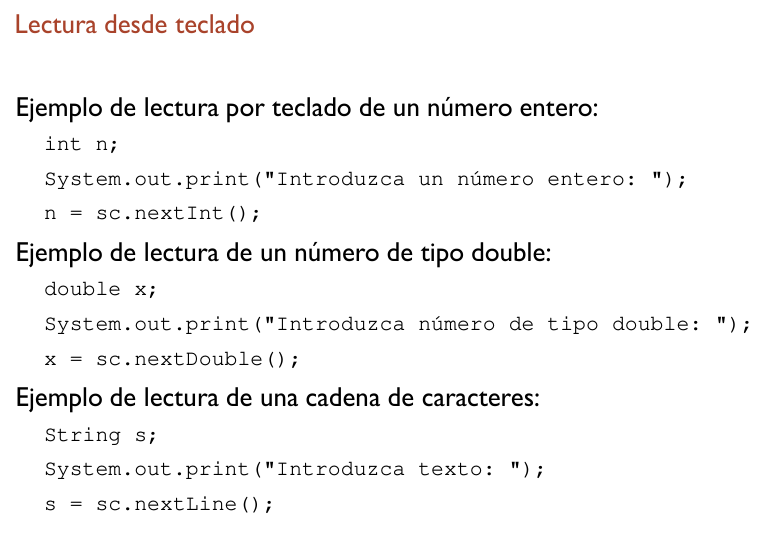 Lectura desde teclado
Ejemplo de lectura por teclado de un número entero:
int n;
System.out.print("Introduzca un número entero: ");
n = sc.nextInt();
Ejemplo de lectura de un número de tipo double:
double x;
System.out.print("Introduzca número de tipo double: ");
x = sc.nextDouble();
Ejemplo de lectura de una cadena de caracteres:
String s;
System.out.print("Introduzca texto: ");
s = sc.nextLine();